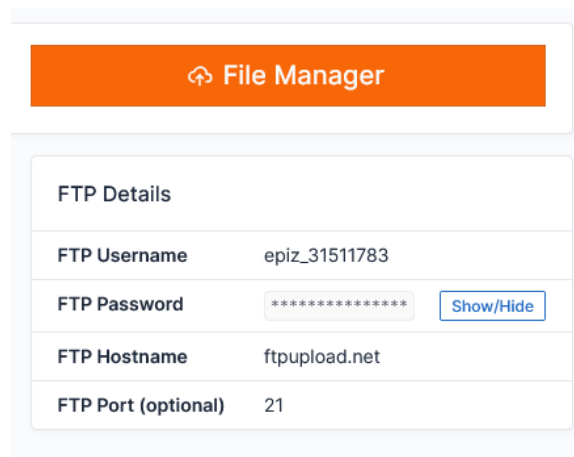 File Manager
FTP Details
FTP Username epiz_31511783
FTP Password *************** Show/Hide
FTP Hostname ftpupload.net
FTP Port (optional) 21